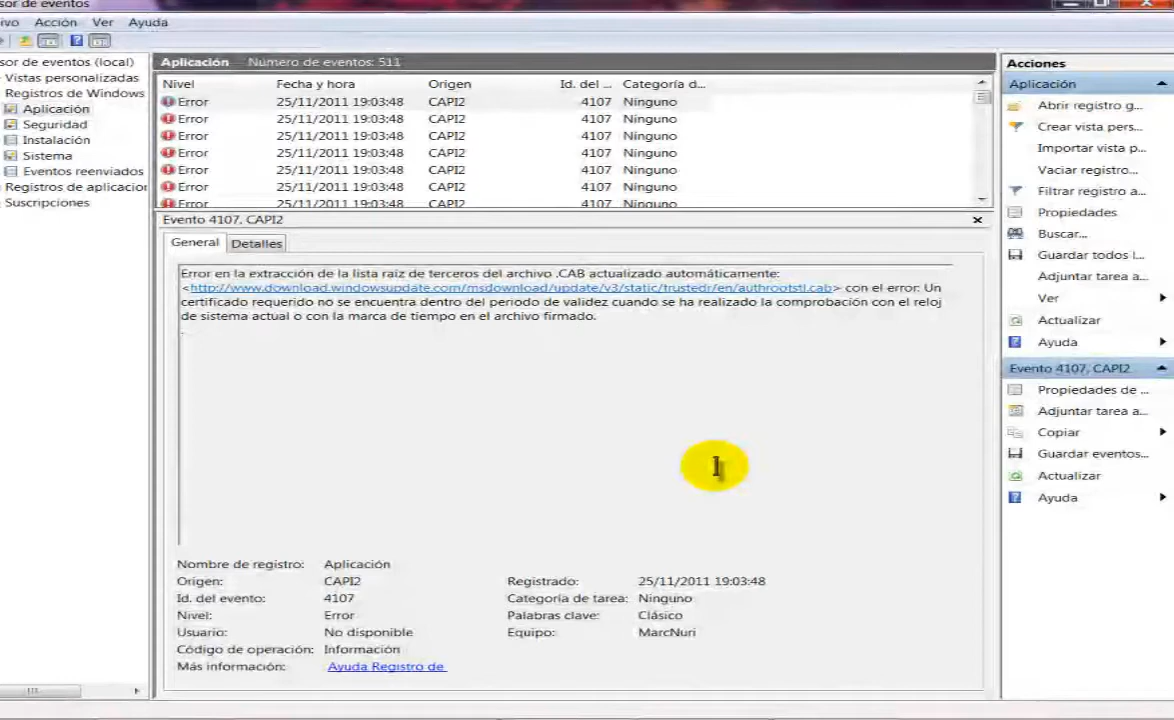 sor de eventos
ivo Acción Ver Ayuda
sor de eventos (local)
Vistas personalizadas
Registros de Windows
Aplicación
Seguridad
Instalación
Sistema
Eventos reenviados
Registros de aplicacior
Suscripciones
Aplicación Número de eventos: 511
Nivel Fecha y hora Origen Id. del ... Categoría d...
Error 25/11/2011 19:03:48 CAPI2 4107 Ninguno
Error 25/11/2011 19:03:48 CAPI2 4107 Ninguno
Error 25/11/2011 19:03:48 CAPI2 4107 Ninguno
Error 25/11/2011 19:03:48 CAPI2 4107 Ninguno
Error 25/11/2011 19:03:48 CAPI2 4107 Ninguno
Error 25/11/2011 19:03:48 CAPI2 4107 Ninguno
Error 25/11/2011 19:03:48 CAPI2 4107 Ninguno
Evento 4107, CAPI2
General Detalles
Error en la extracción de la lista raíz de terceros del archivo .CAB actualizado automáticamente:
<http://www.download.windowsupdate.com/msdownload/update/v3/static/trustedr/en/authrootstl.cab> con el error: Un
certificado requerido no se encuentra dentro del periodo de validez cuando se ha realizado la comprobación con el reloj
de sistema actual o con la marca de tiempo en el archivo firmado.
.
Nombre de registro: Aplicación
Origen: CAPI2 Registrado: 25/11/2011 19:03:48
Id. del evento: 4107 Categoría de tarea: Ninguno
Nivel: Error Palabras clave: Clásico
Usuario: No disponible Equipo: MarcNuri
Código de operación: Información
Más información: Ayuda Registro de
Acciones
Aplicación
Abrir registro g...
Crear vista pers...
Importar vista p...
Vaciar registro...
Filtrar registro a...
Propiedades
Buscar...
Guardar todos l...
Adjuntar tarea a...
Ver
Actualizar
Ayuda
Evento 4107, CAPI2
Propiedades de ...
Adjuntar tarea a...
Copiar
Guardar eventos...
Actualizar
Ayuda